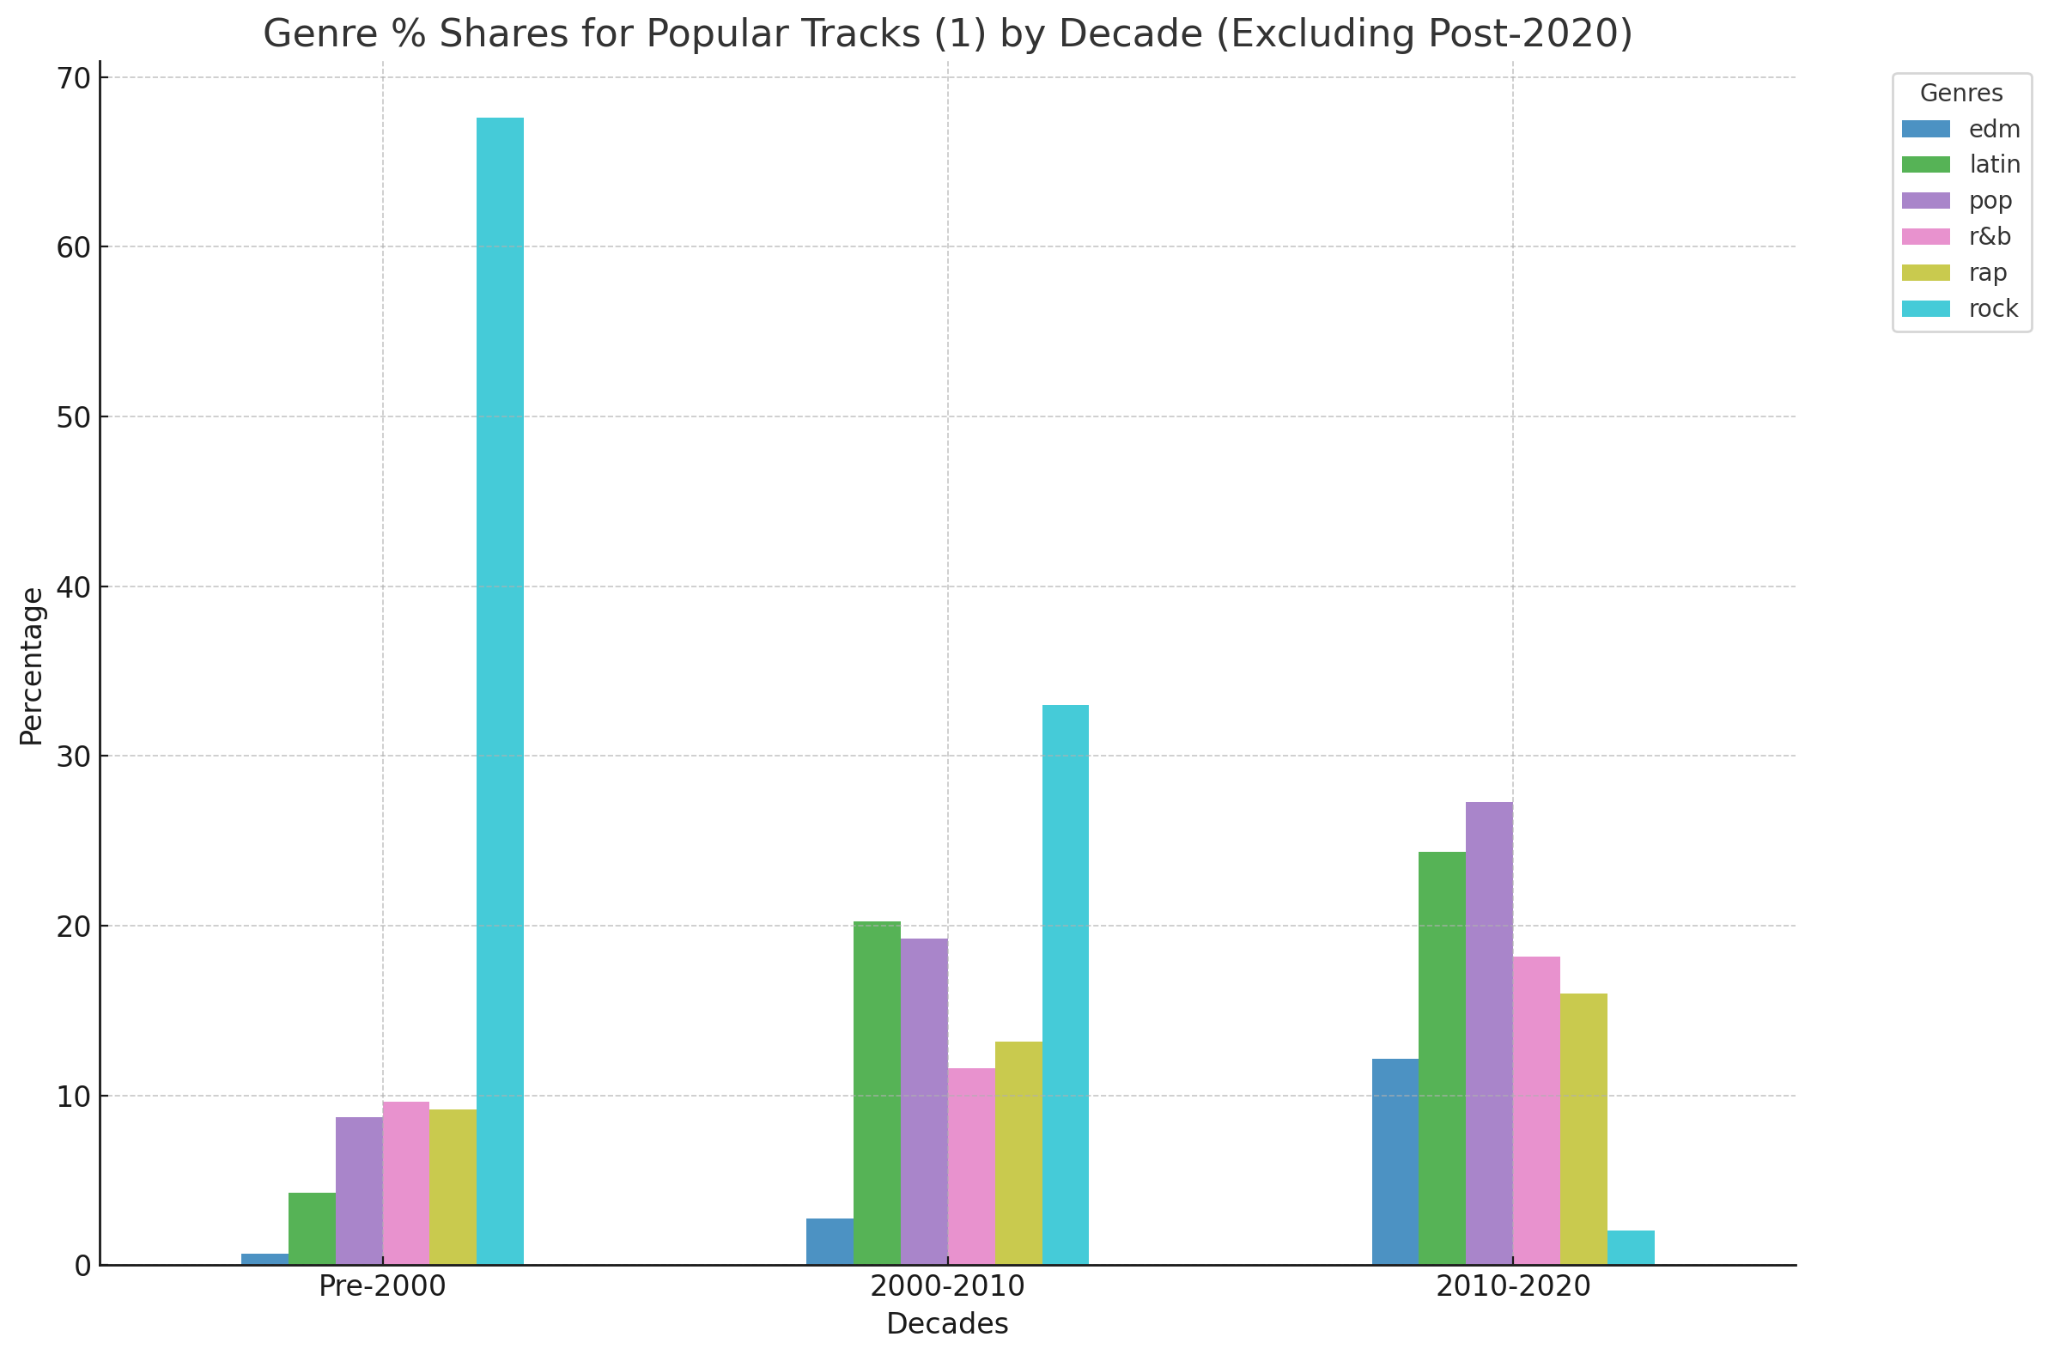 Genre % Shares for Popular Tracks (1) by Decade (Excluding Post-2020)
Genres
edm
latin
pop
r&b
rap
rock
Percentage
70
60
50
40
30
20
10
0
Pre-2000
2000-2010
2010-2020
Decades